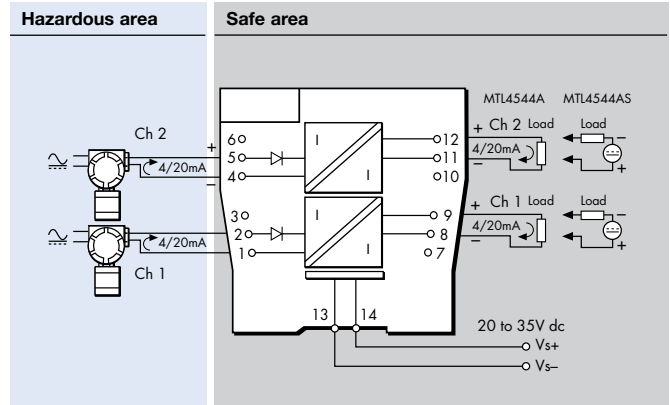 Hazardous area
Safe area
MTL4544A
MTL4544AS
Ch 2
6
5
4
+
–
4/20mA
I
I
12
11
10
+ Ch 2 Load
4/20mA
–
Load
–
+
3
2
1
4/20mA
Ch 1
I
I
9
8
7
+ Ch 1 Load
4/20mA
–
Load
–
+
13
14
20 to 35V dc
Vs+
Vs–